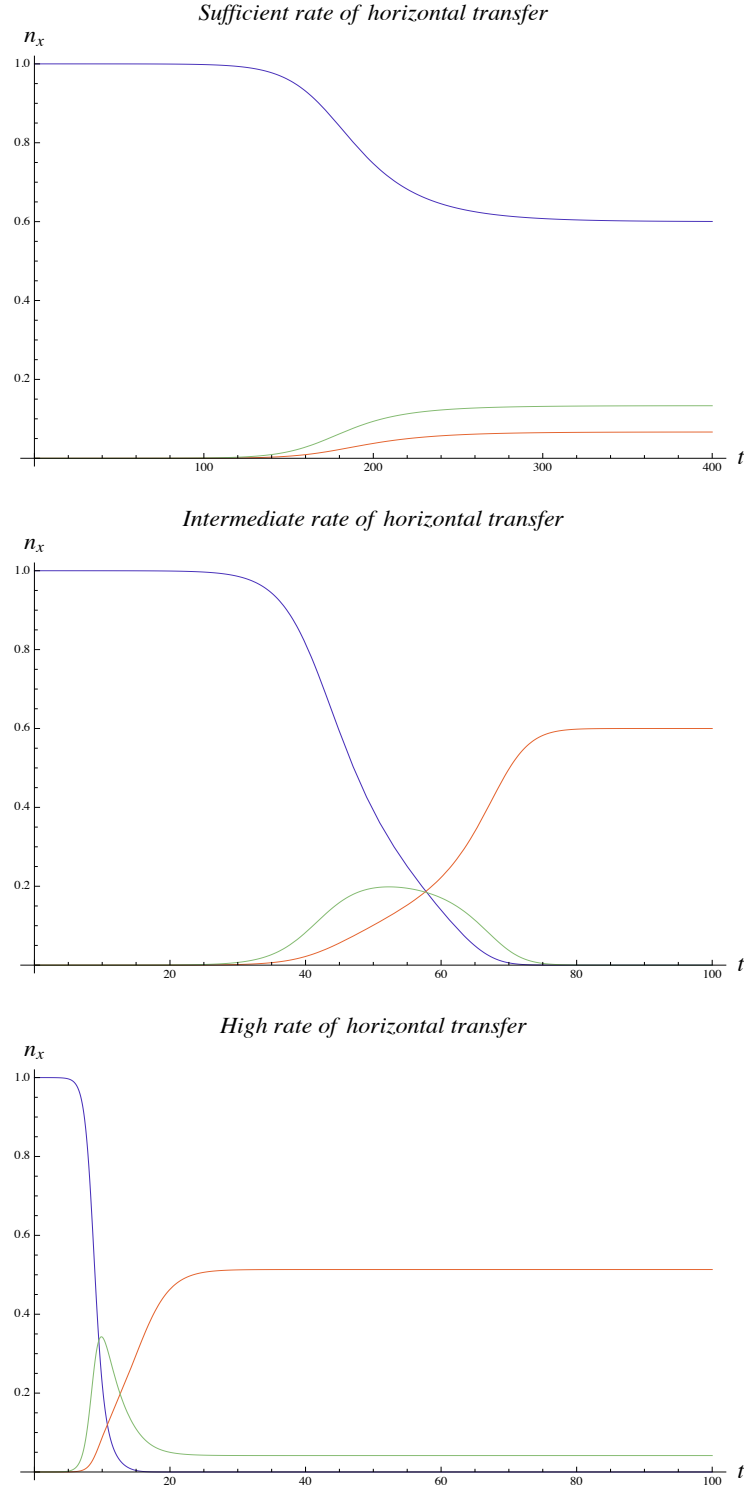 Sufficient rate of horizontal transfer
n_x
1.0
0.8
0.6
0.4
0.2
100 200 300 400 t
Intermediate rate of horizontal transfer
n_x
1.0
0.8
0.6
0.4
0.2
20 40 60 80 100 t
High rate of horizontal transfer
n_x
1.0
0.8
0.6
0.4
0.2
20 40 60 80 100 t